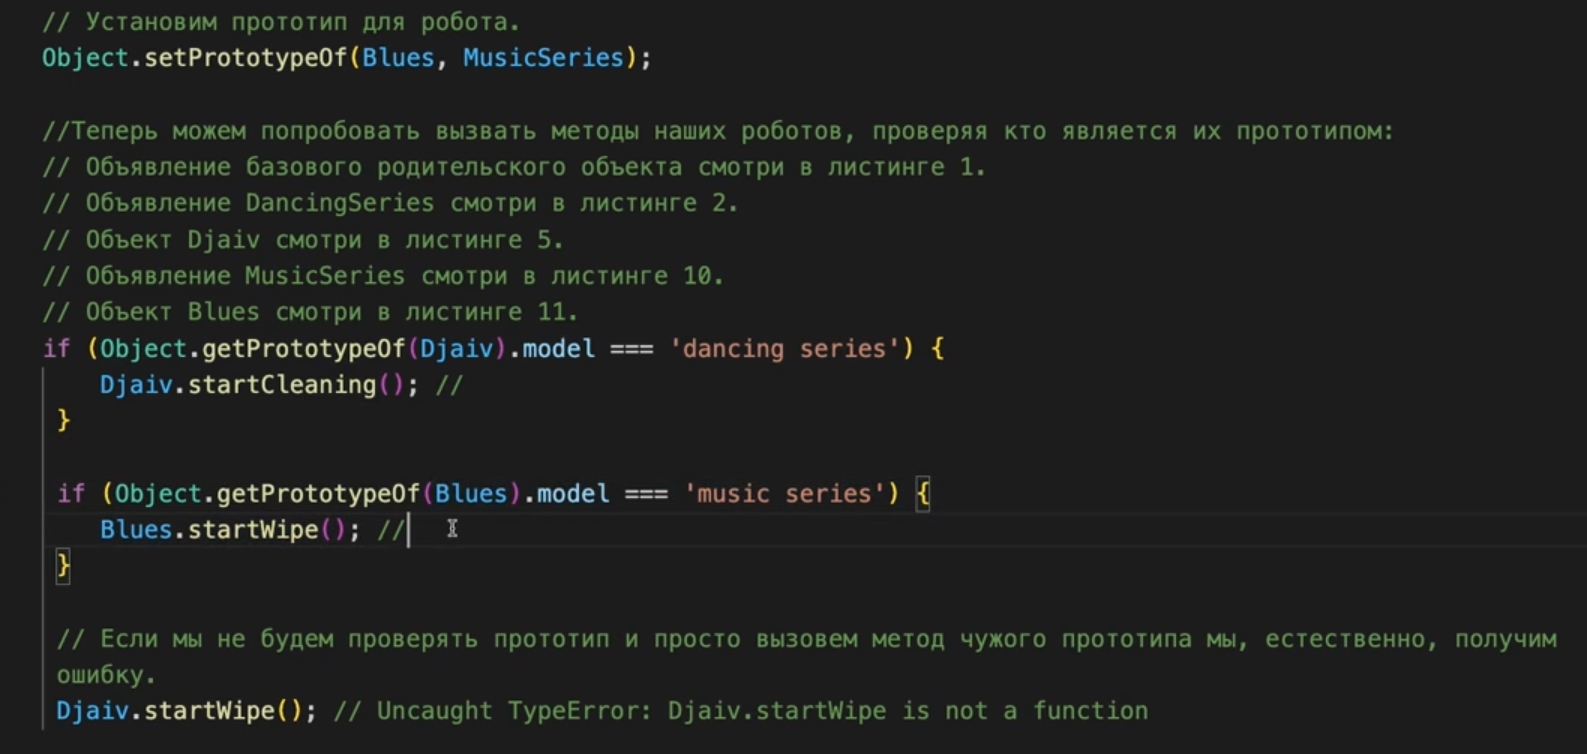 // Установим прототип для робота.
Object.setPrototypeOf(Blues, MusicSeries);
//Теперь можем попробовать вызвать методы наших роботов, проверяя кто является их прототипом:
// Объявление базового родительского объекта смотри в листинге 1.
// Объявление DancingSeries смотри в листинге 2.
// Объект Djaiv смотри в листинге 5.
// Объявление MusicSeries смотри в листинге 10.
// Объект Blues смотри в листинге 11.
if (Object.getPrototypeOf(Djaiv).model === 'dancing series') {
Djaiv.startCleaning(); //
}
if (Object.getPrototypeOf(Blues).model === 'music series') {
Blues.startWipe(); //
}
// Если мы не будем проверять прототип и просто вызовем метод чужого прототипа мы, естественно, получим
ошибку.
Djaiv.startWipe(); // Uncaught TypeError: Djaiv.startWipe is not a function